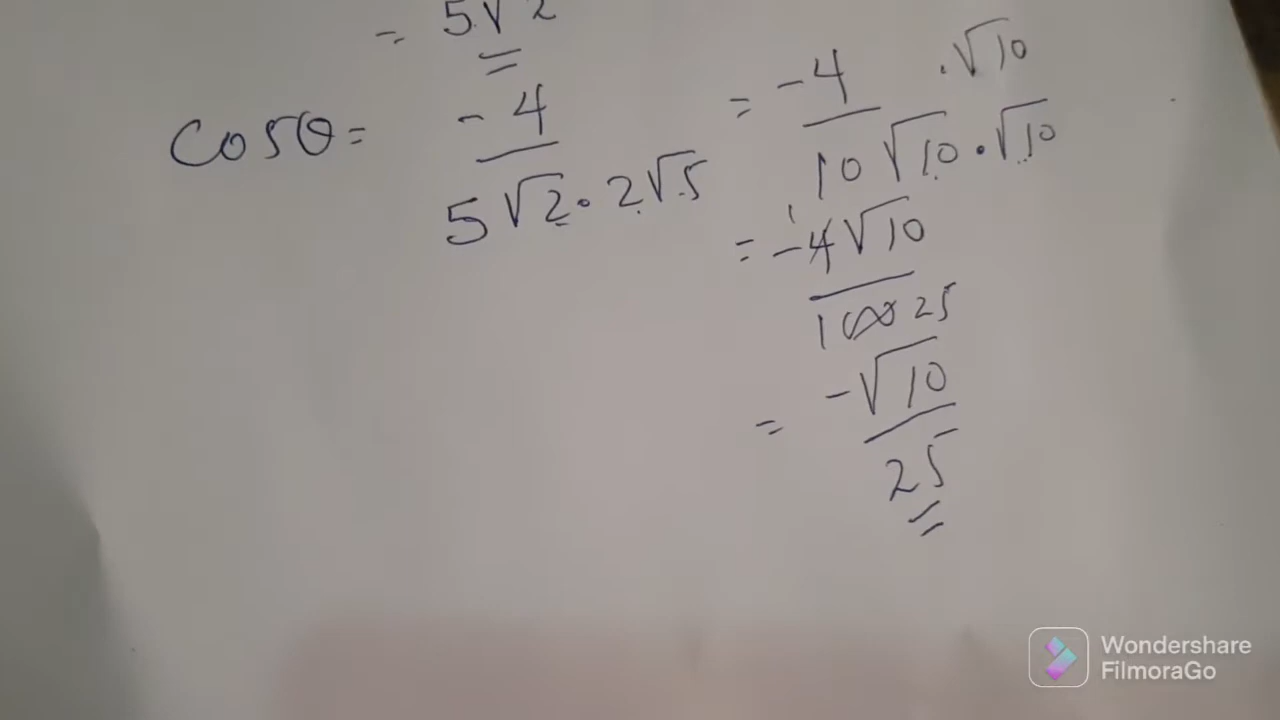 = 5√2
cosθ = -4 / 5√2 · 2√5 = -4 · √10 / 10√10 · √10
= -4√10 / 100 1 25
= -√10 / 25
Wondershare
FilmoraGo